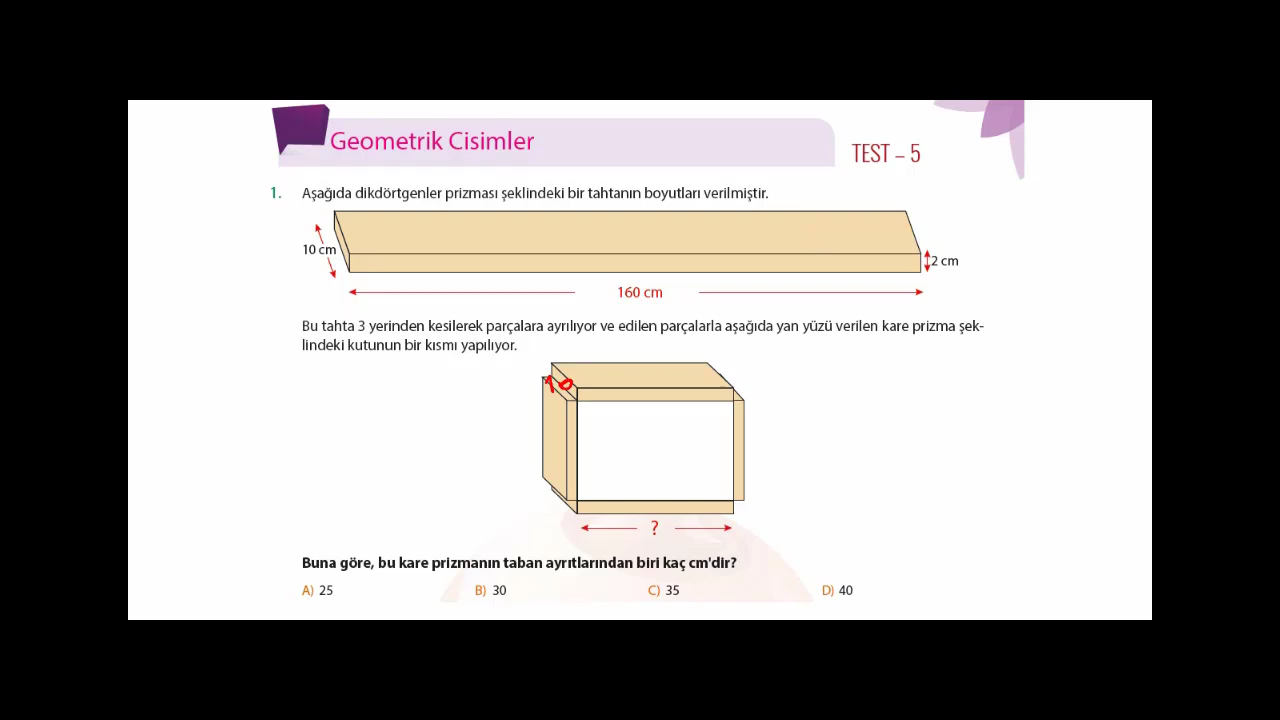 Geometrik Cisimler
TEST – 5
1. Aşağıda dikdörtgenler prizması şeklindeki bir tahtanın boyutları verilmiştir.
10 cm
2 cm
160 cm
Bu tahta 3 yerinden kesilerek parçalara ayrılıyor ve edilen parçalarla aşağıda yan yüzü verilen kare prizma şek-
lindeki kutunun bir kısmı yapılıyor.
10
?
Buna göre, bu kare prizmanın taban ayrıtlarından biri kaç cm'dir?
A) 25 B) 30 C) 35 D) 40